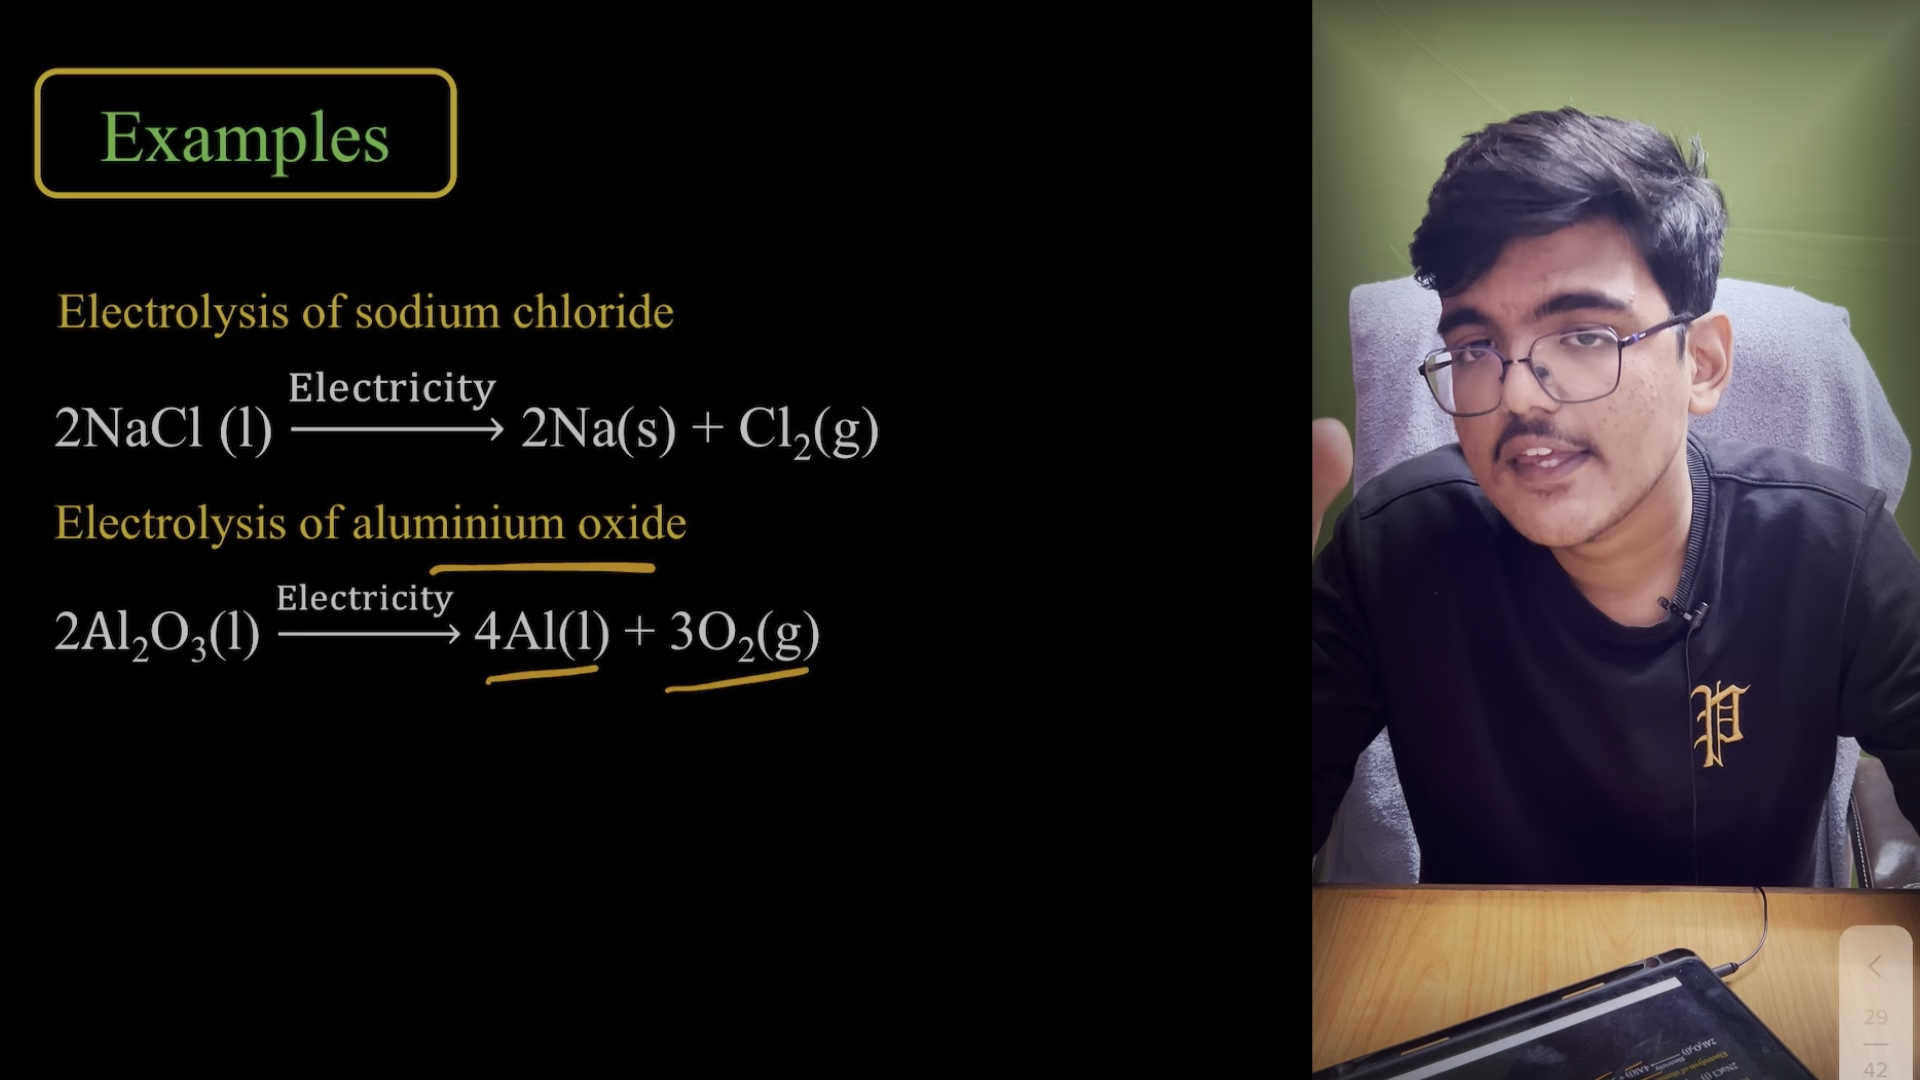 Examples
Electrolysis of sodium chloride
2NaCl (l) Electricity⟶ 2Na(s) + Cl₂(g)
Electrolysis of aluminium oxide
2Al₂O₃(l) Electricity⟶ 4Al(l) + 3O₂(g)
P
29
42